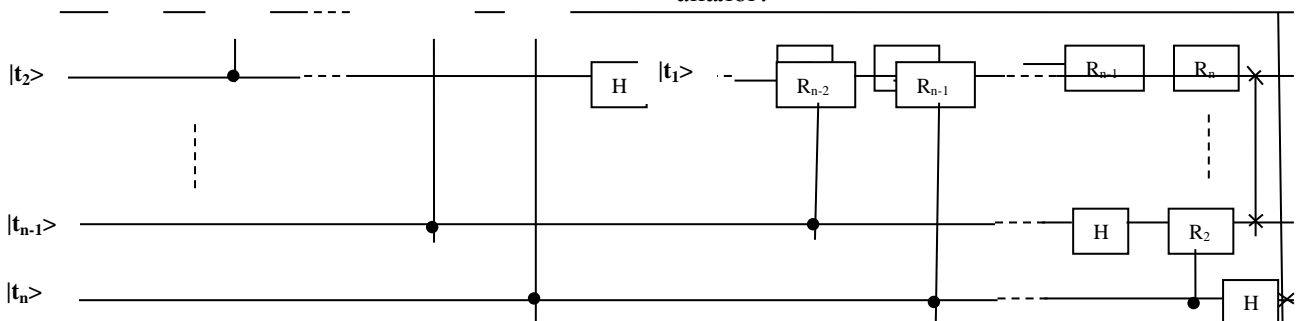 |t₂> H |t₁> Rₙ₋₂ Rₙ₋₁ Rₙ₋₁ Rₙ
|tₙ₋₁> H R₂
|tₙ> H